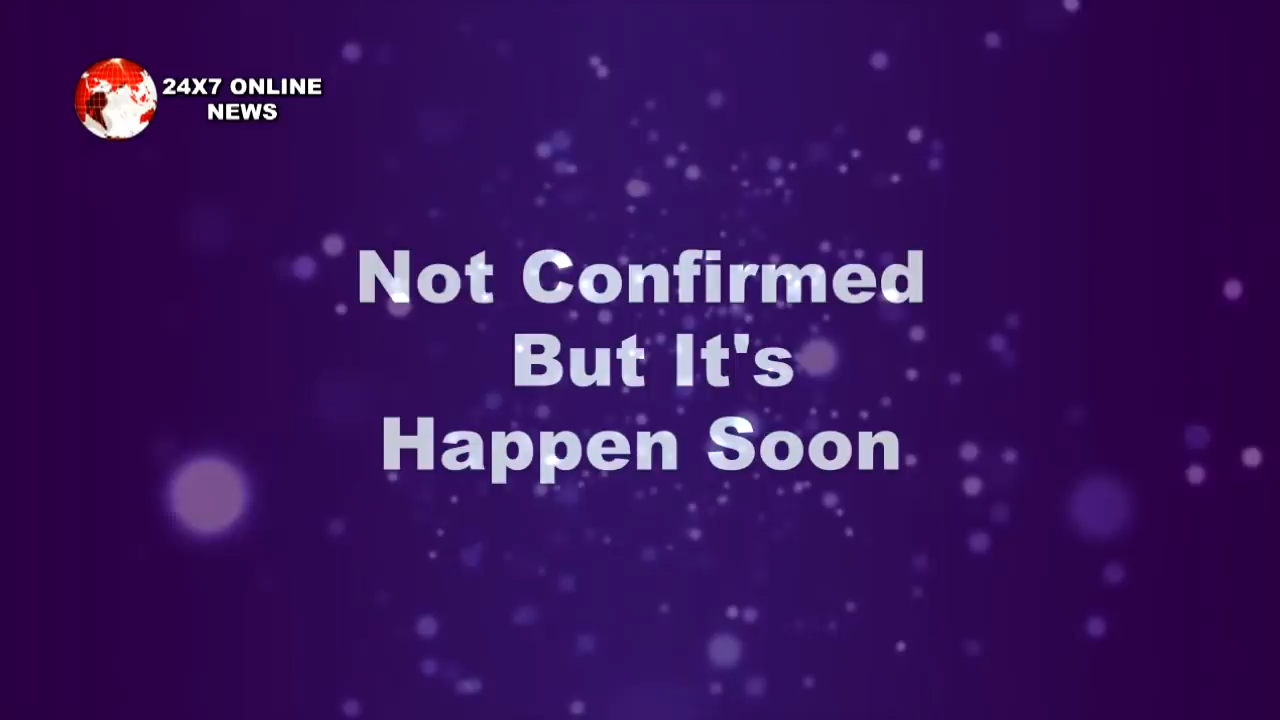 24X7 ONLINE
NEWS
Not Confirmed
But It's
Happen Soon